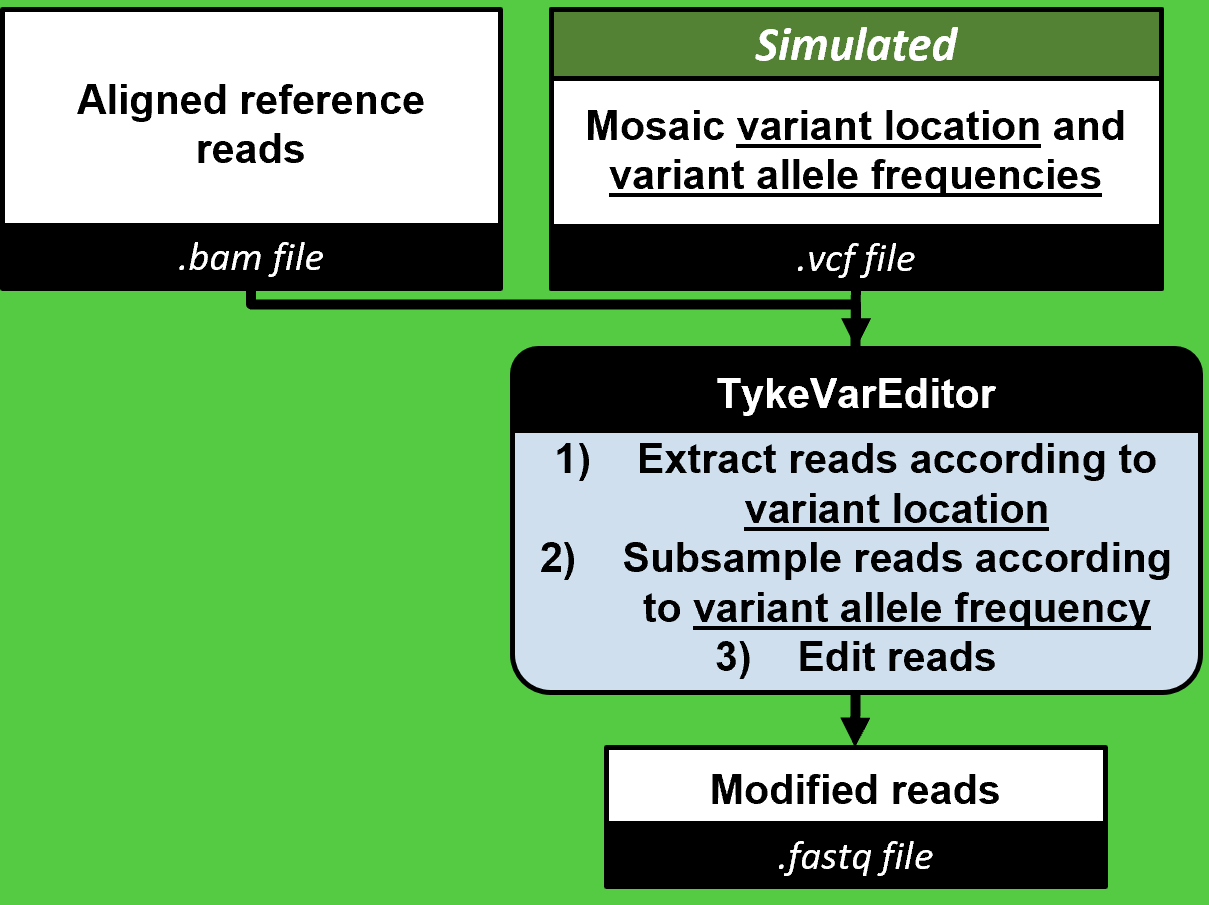 Aligned reference
reads
.bam file
Simulated
Mosaic variant location and
variant allele frequencies
.vcf file
TykeVarEditor
1) Extract reads according to
variant location
2) Subsample reads according
to variant allele frequency
3) Edit reads
Modified reads
.fastq file